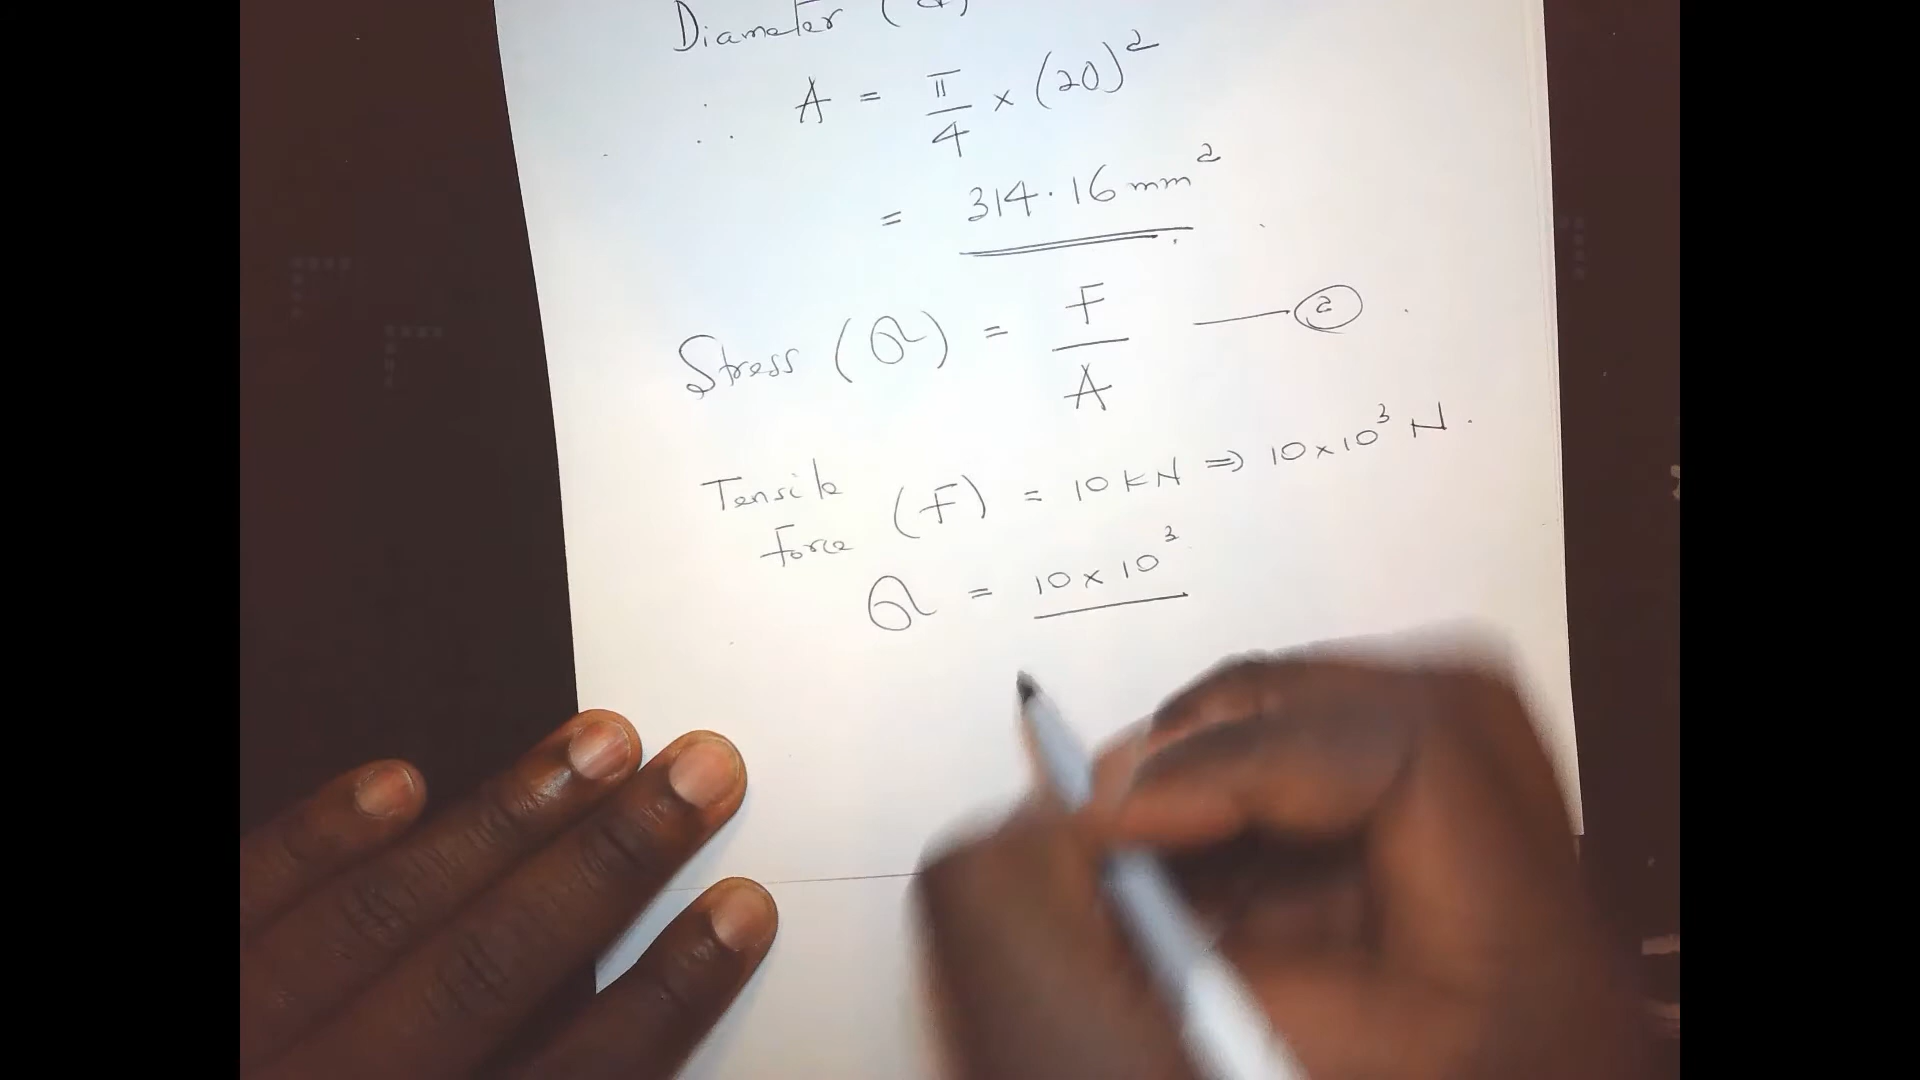 Diameter (d)
∴ A = π/4 × (20)²
= 314.16 mm²
Stress (σ) = F/A — ②
Tensile Force (F) = 10 KN ⇒ 10×10³ N.
σ = 10 × 10³